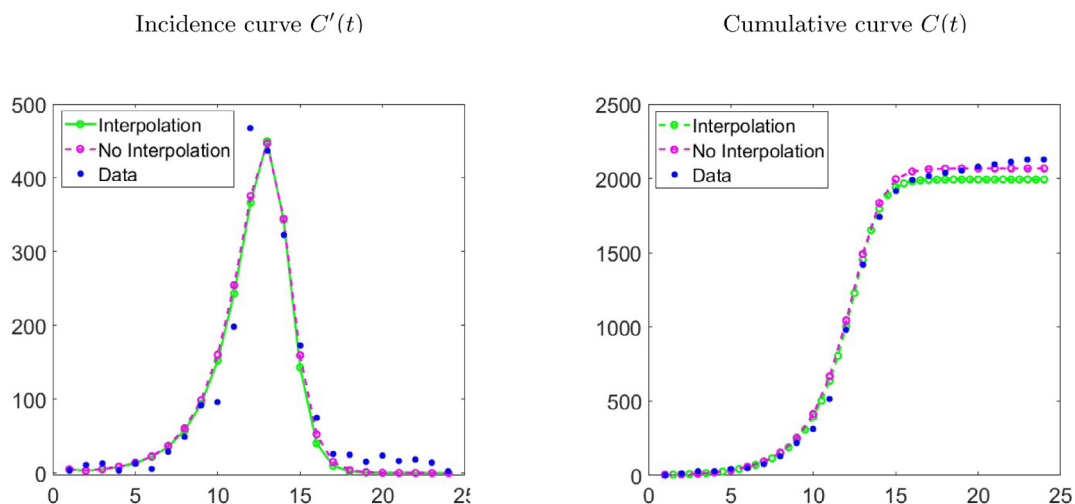 Incidence curve C′(t)
Cumulative curve C(t)
500
400
300
200
100
0
Interpolation
No Interpolation
Data
0 5 10 15 20 25
2500
2000
1500
1000
500
0
Interpolation
No Interpolation
Data
0 5 10 15 20 25